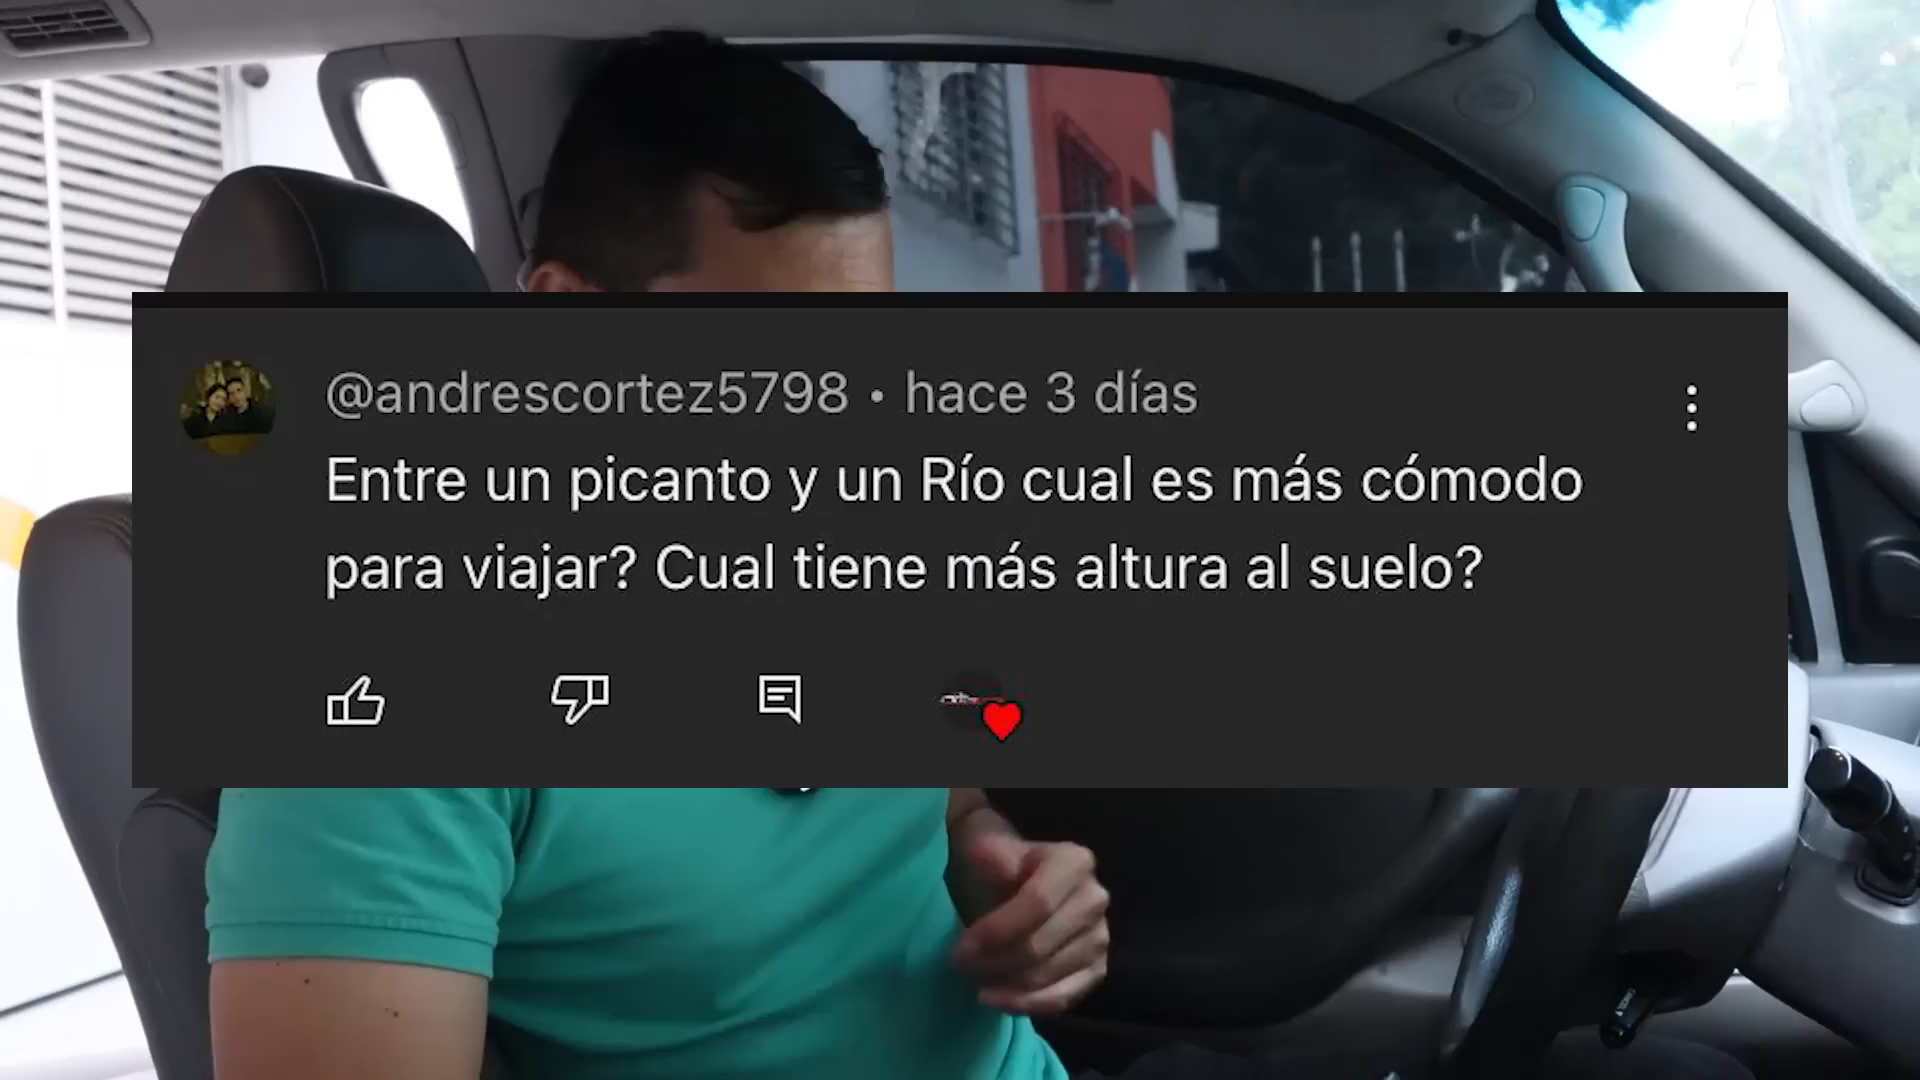 @andrescortez5798 • hace 3 días
Entre un picanto y un Río cual es más cómodo
para viajar? Cual tiene más altura al suelo?